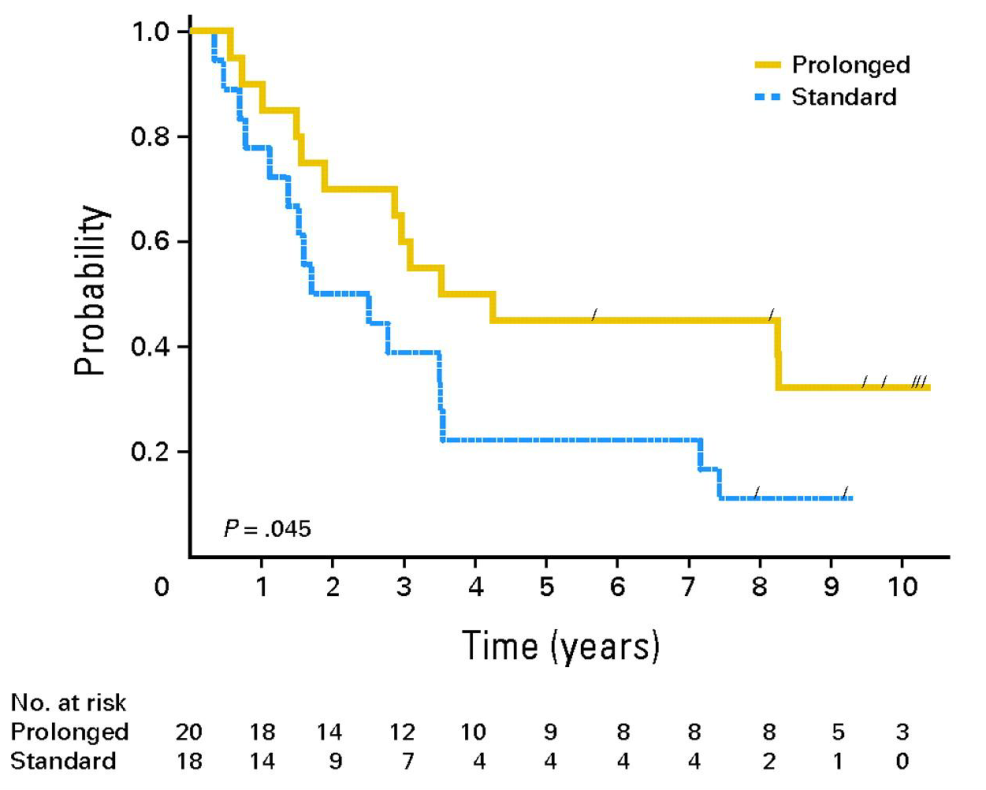 Probability
1.0
0.8
0.6
0.4
0.2
Prolonged
Standard
P = .045
0 1 2 3 4 5 6 7 8 9 10
Time (years)
No. at risk
Prolonged 20 18 14 12 10 9 8 8 8 5 3
Standard 18 14 9 7 4 4 4 4 2 1 0